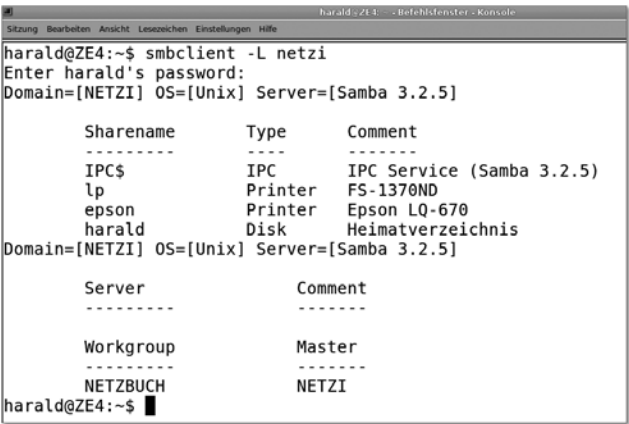 harald@ZE4: ~ - Befehlsfenster - Konsole
Sitzung Bearbeiten Ansicht Lesezeichen Einstellungen Hilfe
harald@ZE4:~$ smbclient -L netzi
Enter harald's password:
Domain=[NETZI] OS=[Unix] Server=[Samba 3.2.5]
Sharename Type Comment
--------- ---- -------
IPC$ IPC IPC Service (Samba 3.2.5)
lp Printer FS-1370ND
epson Printer Epson LQ-670
harald Disk Heimatverzeichnis
Domain=[NETZI] OS=[Unix] Server=[Samba 3.2.5]
Server Comment
--------- -------
Workgroup Master
--------- -------
NETZBUCH NETZI
harald@ZE4:~$